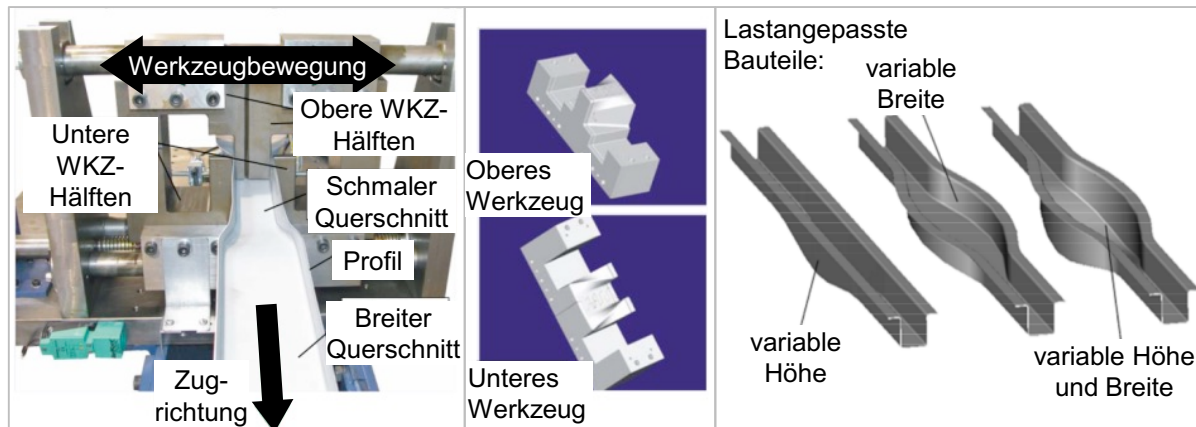 Werkzeugbewegung
Obere WKZ-
Hälften
Untere
WKZ-
Hälften
Schmaler
Querschnitt
Profil
Breiter
Querschnitt
Zug-
richtung
Oberes
Werkzeug
Unteres
Werkzeug
Lastangepasste
Bauteile:
variable
Breite
variable
Höhe
variable Höhe
und Breite